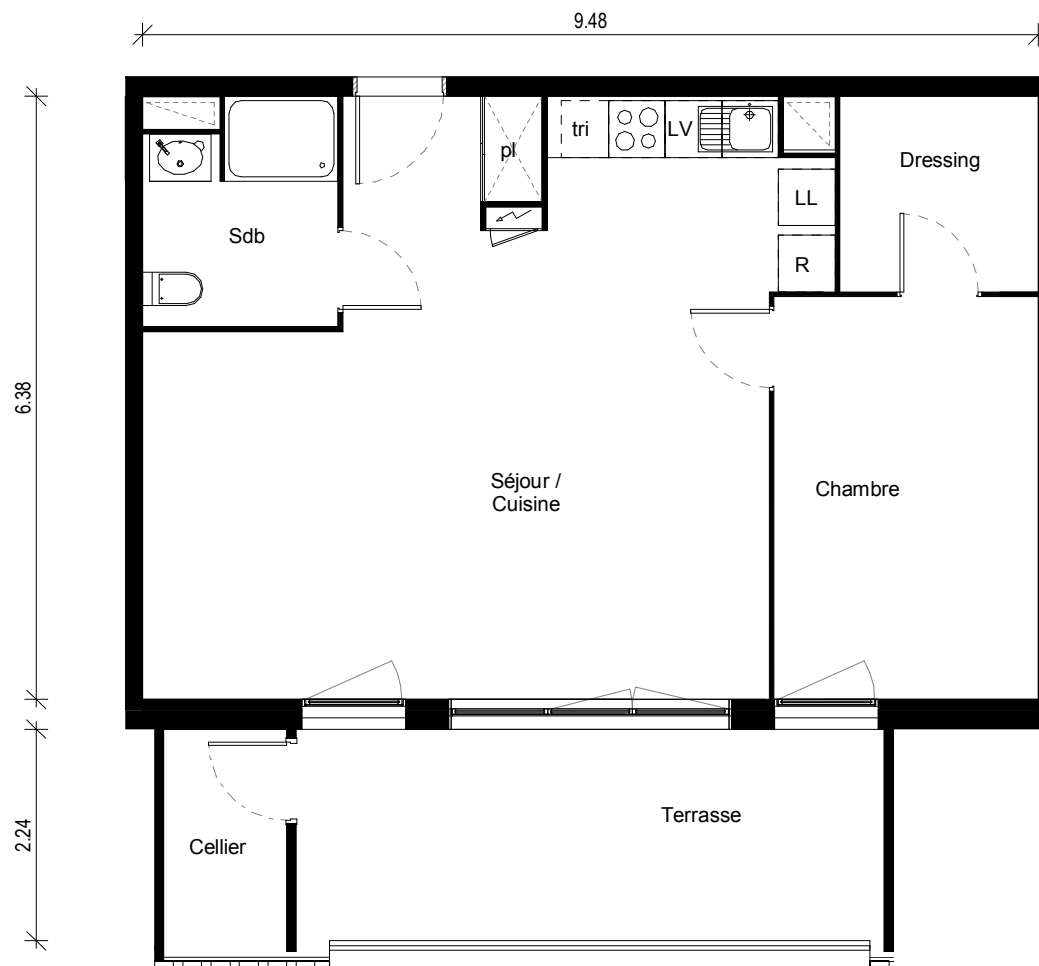 9.48
tri
LV
pl
Dressing
LL
Sdb
R
6.38
Séjour /
Cuisine
Chambre
Terrasse
2.24
Cellier